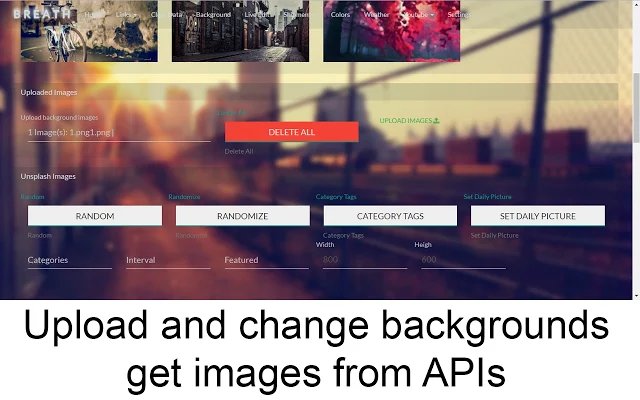 BREATH Home Links Clear Data Background Live Edit Statement Colors Weather Youtube Settings
Uploaded Images
Upload background images
1 Image(s): 1.png1.png]
DELETE ALL
UPLOAD IMAGES
Delete All
Unsplash Images
Random Randomize Category Tags Set Daily Picture
RANDOM RANDOMIZE CATEGORY TAGS SET DAILY PICTURE
Random Randomize Category Tags Set Daily Picture
Width Heigh
Categories Interval Featured 800 600
Upload and change backgrounds
get images from APIs